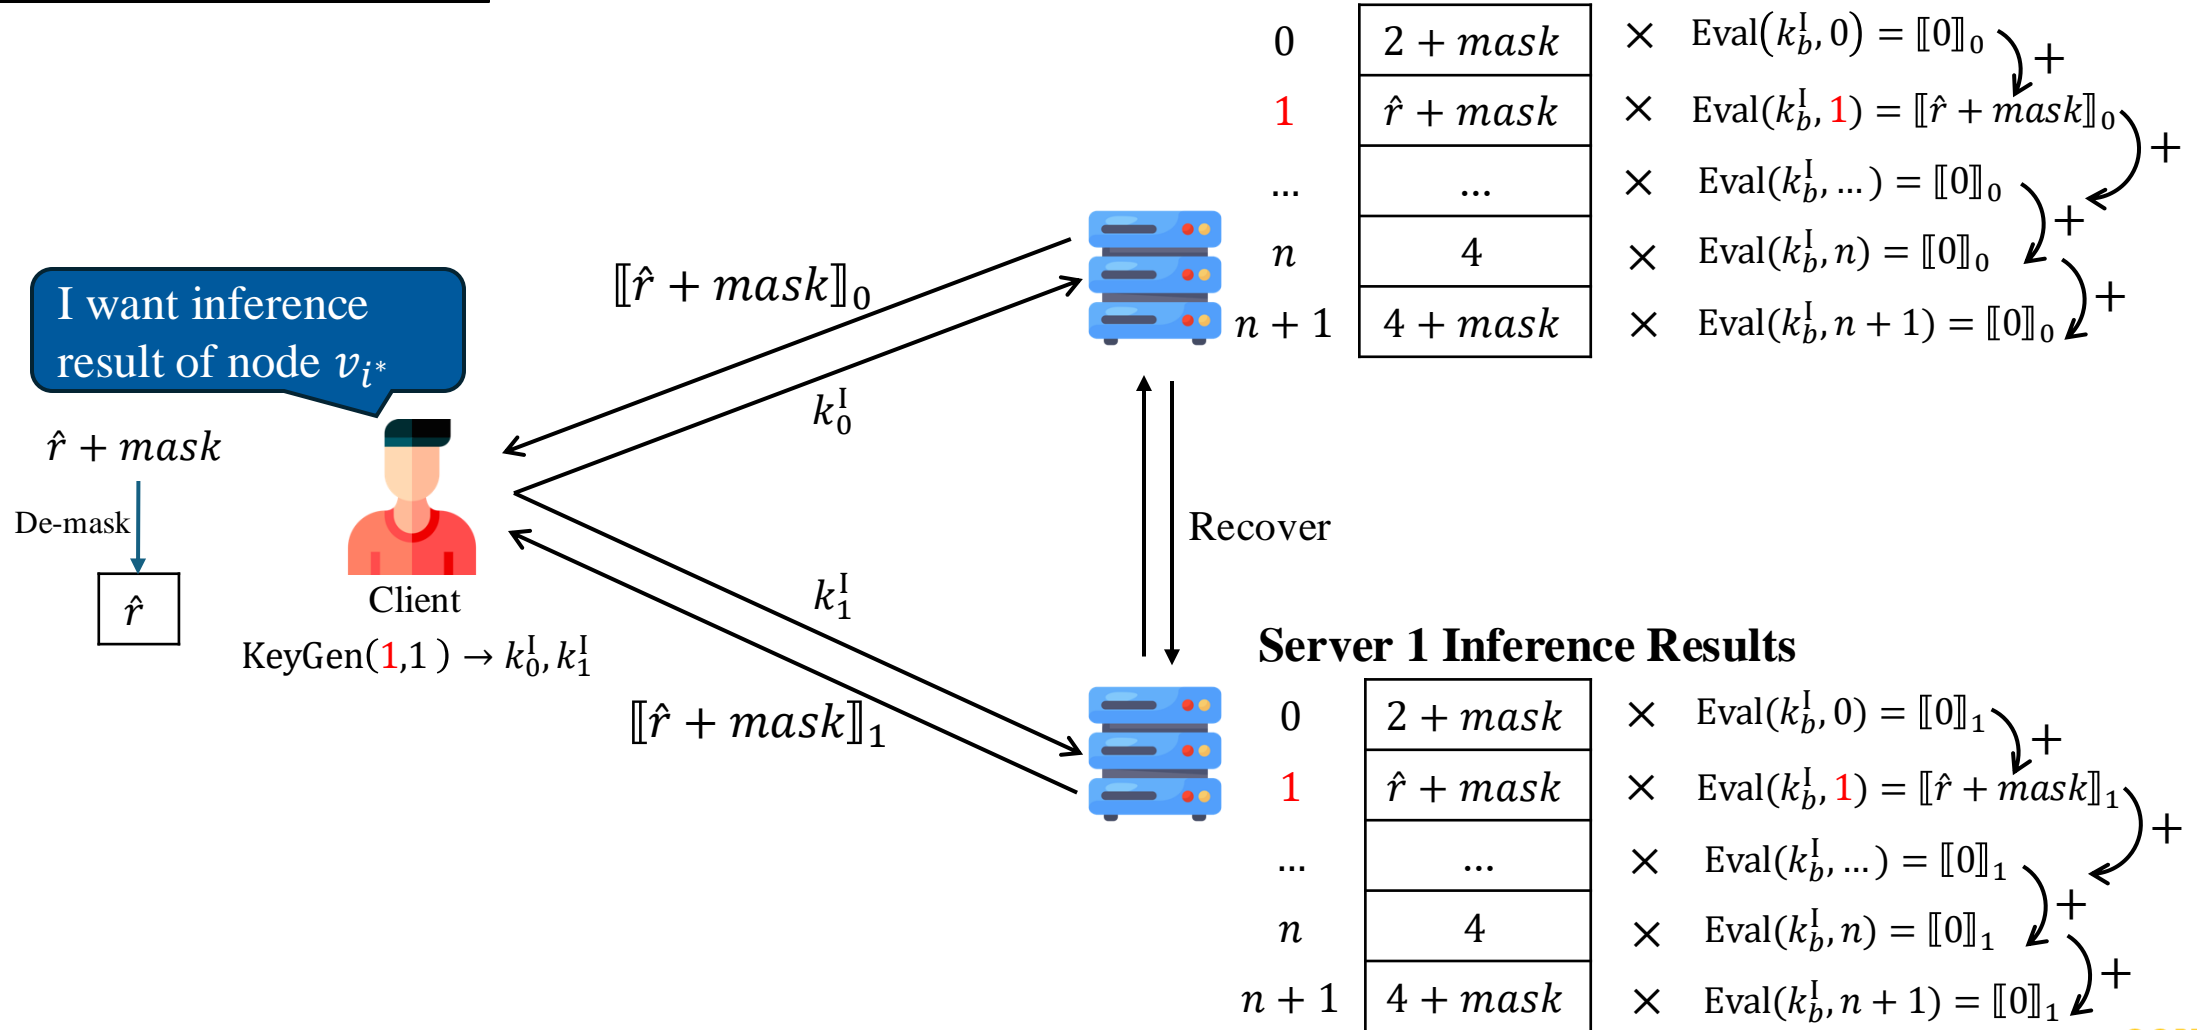 0 2 + mask × Eval(k_b^I, 0) = ⟦0⟧_0 +
1 r̂ + mask × Eval(k_b^I, 1) = ⟦r̂ + mask⟧_0 +
... ... × Eval(k_b^I, ...) = ⟦0⟧_0 +
n 4 × Eval(k_b^I, n) = ⟦0⟧_0 +
n + 1 4 + mask × Eval(k_b^I, n + 1) = ⟦0⟧_0
I want inference
result of node v_{i*}
⟦r̂ + mask⟧_0
k_0^I
r̂ + mask
De-mask
r̂
Client
KeyGen(1,1 ) → k_0^I, k_1^I
Recover
k_1^I
⟦r̂ + mask⟧_1
Server 1 Inference Results
0 2 + mask × Eval(k_b^I, 0) = ⟦0⟧_1 +
1 r̂ + mask × Eval(k_b^I, 1) = ⟦r̂ + mask⟧_1 +
... ... × Eval(k_b^I, ...) = ⟦0⟧_1 +
n 4 × Eval(k_b^I, n) = ⟦0⟧_1 +
n + 1 4 + mask × Eval(k_b^I, n + 1) = ⟦0⟧_1